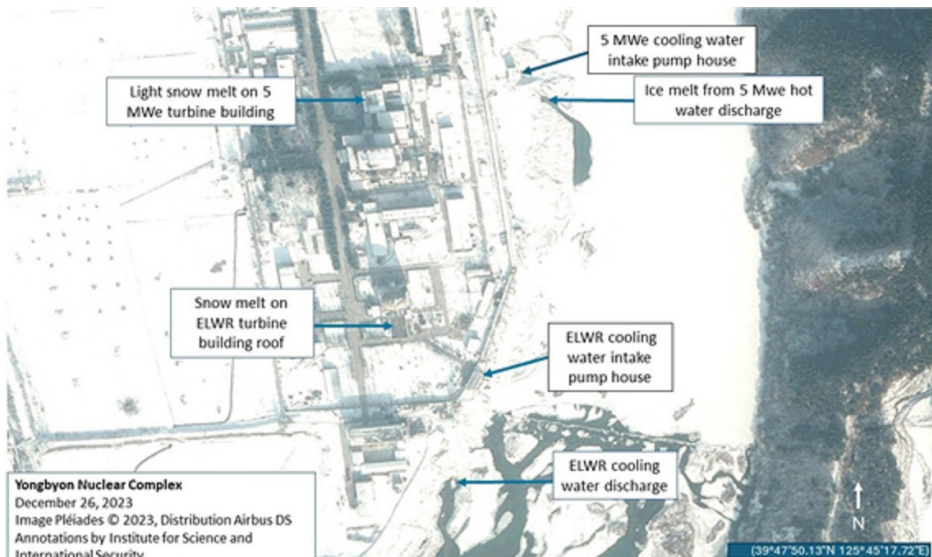 5 MWe cooling water
intake pump house
Light snow melt on 5
MWe turbine building
Ice melt from 5 Mwe hot
water discharge
Snow melt on
ELWR turbine
building roof
ELWR cooling
water intake
pump house
ELWR cooling
water discharge
Yongbyon Nuclear Complex
December 26, 2023
Image Pléiades © 2023, Distribution Airbus DS
Annotations by Institute for Science and
International Security
N
(39°47'50.13"N 125°45'17.72"E)